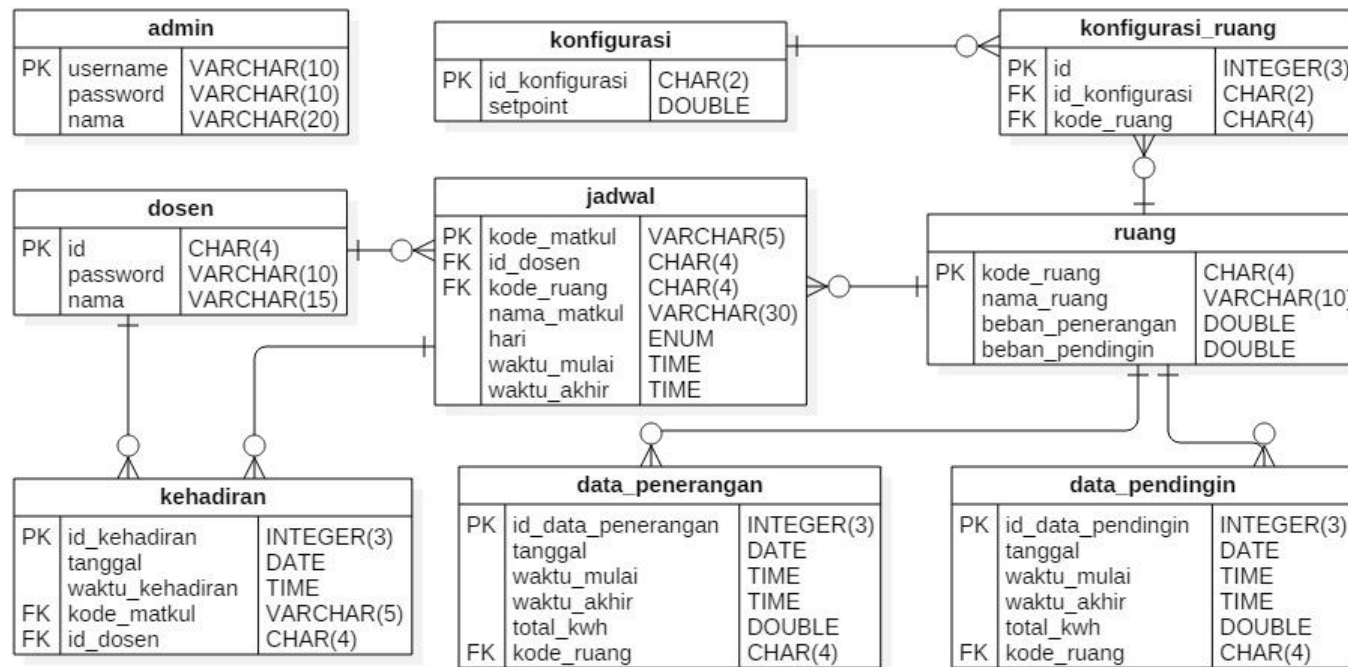 admin
PK username VARCHAR(10)
password VARCHAR(10)
nama VARCHAR(20)
konfigurasi
PK id_konfigurasi CHAR(2)
setpoint DOUBLE
konfigurasi_ruang
PK id INTEGER(3)
FK id_konfigurasi CHAR(2)
FK kode_ruang CHAR(4)
dosen
PK id CHAR(4)
password VARCHAR(10)
nama VARCHAR(15)
jadwal
PK kode_matkul VARCHAR(5)
FK id_dosen CHAR(4)
FK kode_ruang CHAR(4)
nama_matkul VARCHAR(30)
hari ENUM
waktu_mulai TIME
waktu_akhir TIME
ruang
PK kode_ruang CHAR(4)
nama_ruang VARCHAR(10)
beban_penerangan DOUBLE
beban_pendingin DOUBLE
kehadiran
PK id_kehadiran INTEGER(3)
tanggal DATE
waktu_kehadiran TIME
FK kode_matkul VARCHAR(5)
FK id_dosen CHAR(4)
data_penerangan
PK id_data_penerangan INTEGER(3)
tanggal DATE
waktu_mulai TIME
waktu_akhir TIME
total_kwh DOUBLE
FK kode_ruang CHAR(4)
data_pendingin
PK id_data_pendingin INTEGER(3)
tanggal DATE
waktu_mulai TIME
waktu_akhir TIME
total_kwh DOUBLE
FK kode_ruang CHAR(4)